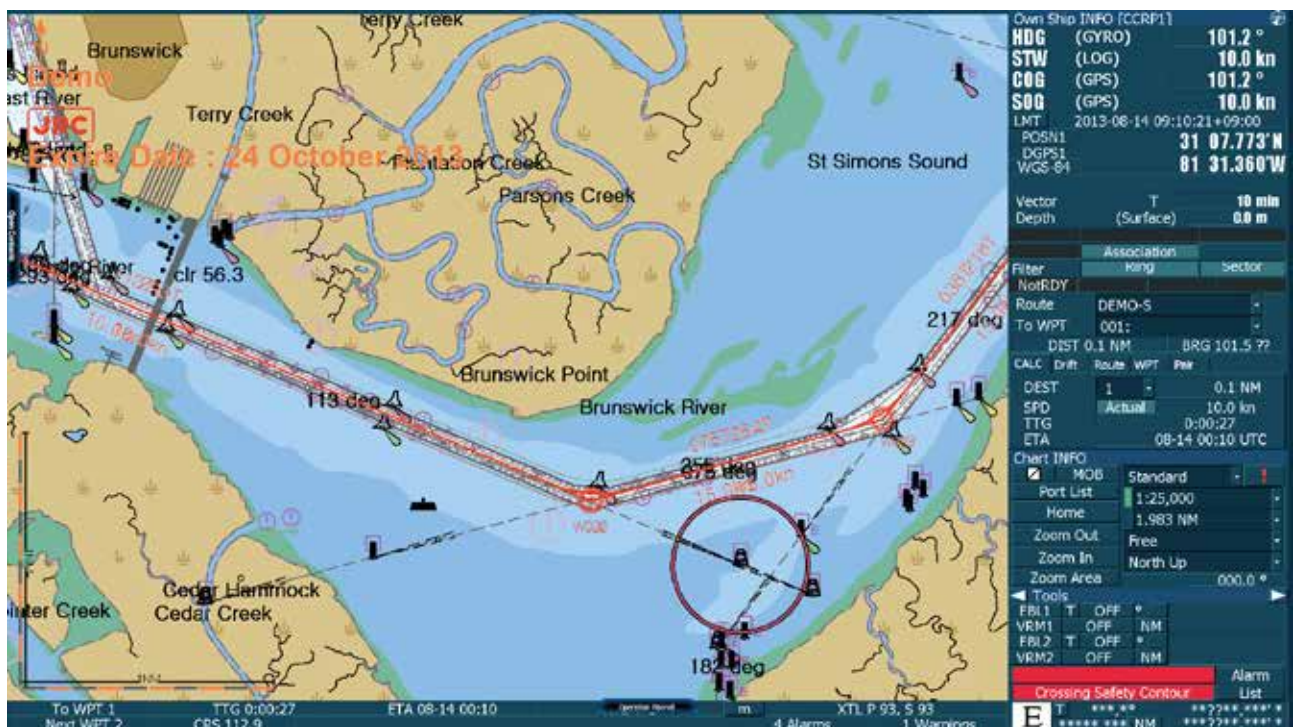 Terry Creek
Brunswick
Demo
ast River
Terry Creek
JRC
Expire Date : 24 October 2013
Plantation Creek
St Simons Sound
Parsons Creek
clr 56.3
217 deg
Brunswick Point
113 deg
Brunswick River
Cedar Hammock
Cedar Creek
182 deg
Own Ship INFO [CCRP1]
HDG (GYRO) 101.2 °
STW (LOG) 10.0 kn
COG (GPS) 101.2 °
SOG (GPS) 10.0 kn
LMT 2013-08-14 09:10:21+09:00
POSN1 31 07.773'N
DGPS1
WGS-84 81 31.360'W
Vector T 10 min
Depth (Surface) 0.0 m
Association
Filter Ring Sector
NotRDY
Route DEMO-S
To WPT 001:
DIST 0.1 NM BRG 101.5 ??
CALC Drift Route WPT Pair
DEST 1 0.1 NM
SPD Actual 10.0 kn
TTG 0:00:27
ETA 08-14 00:10 UTC
Chart INFO
MOB Standard !
Port List 1:25,000
Home 1.983 NM
Zoom Out Free
Zoom In North Up
Zoom Area 000.0 °
Tools
EBL1 T OFF °
VRM1 OFF NM
EBL2 T OFF °
VRM2 OFF NM
Alarm
Crossing Safety Contour List
E T ***.** **??**.***' *
*****.*** NM ***??**.***' *
To WPT 1 TTG 0:00:27 ETA 08-14 00:10 m XTL P 93, S 93
Next WPT 2 CRS 112.9 4 Alarms 1 Warnings